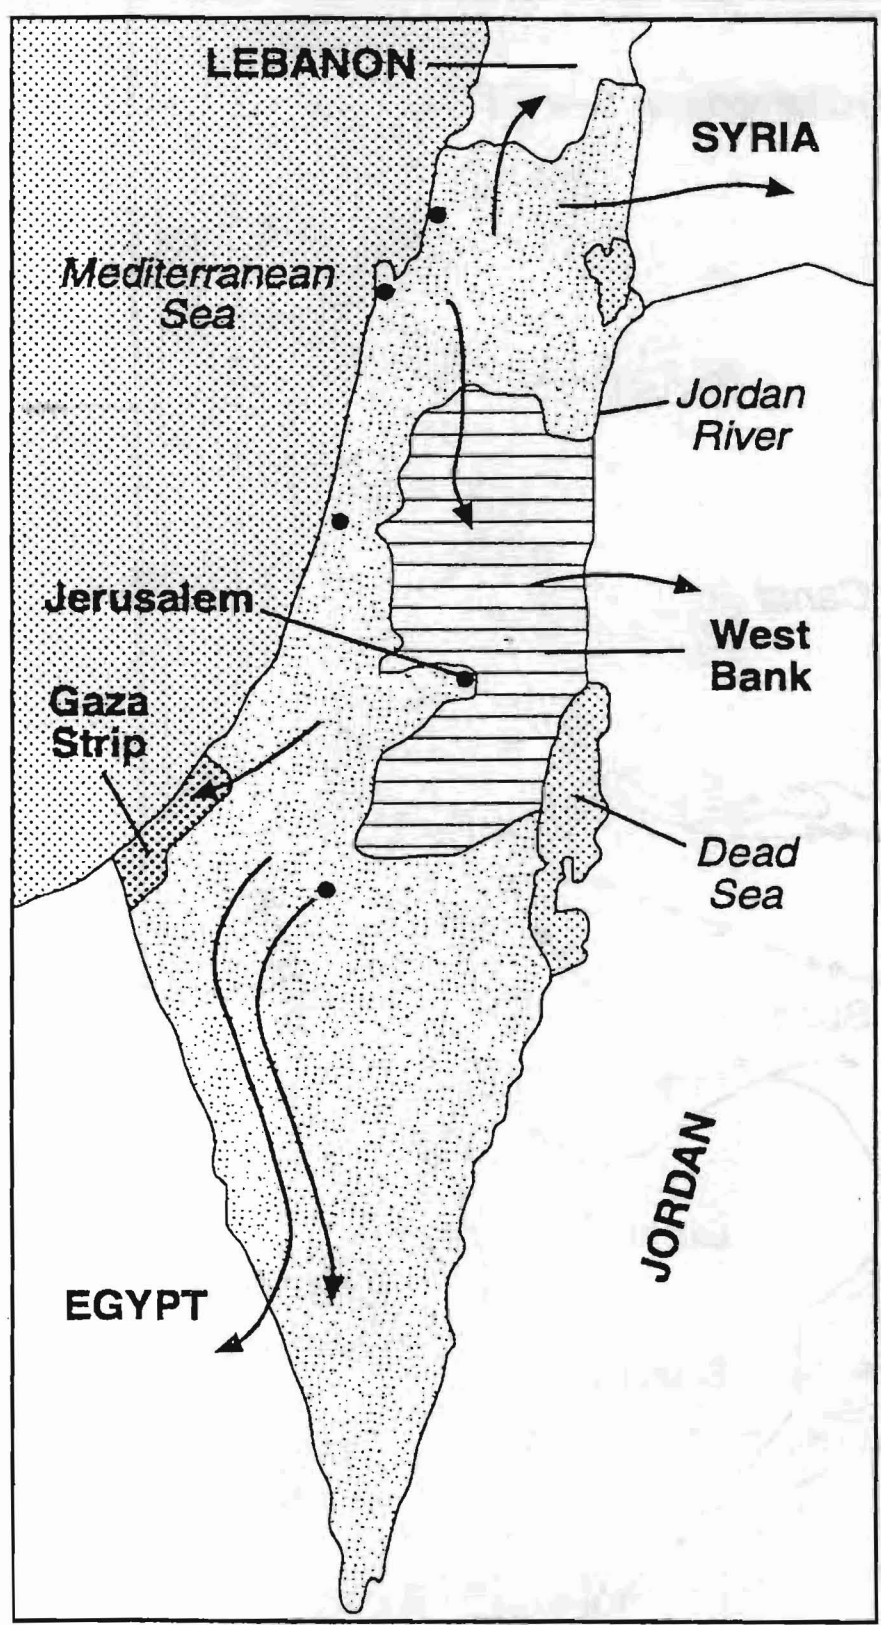 LEBANON
SYRIA
Mediterranean
Sea
Jordan
River
Jerusalem
West
Bank
Gaza
Strip
Dead
Sea
JORDAN
EGYPT